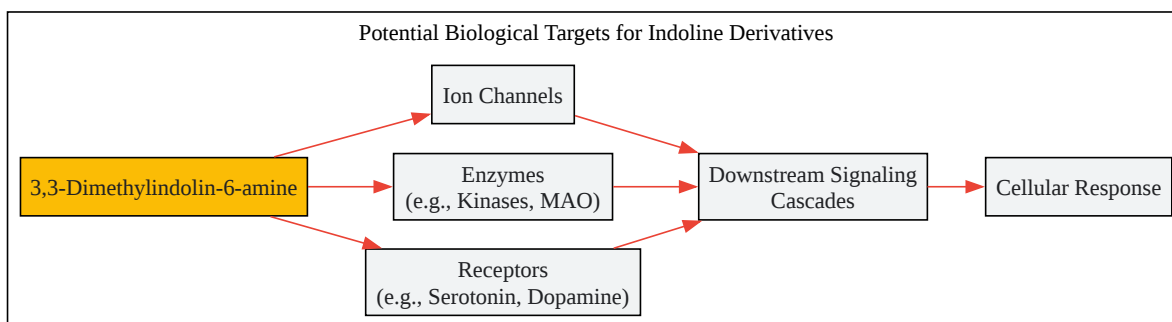 Potential Biological Targets for Indoline Derivatives
Ion Channels
3,3-Dimethylindolin-6-amine
Enzymes
(e.g., Kinases, MAO)
Downstream Signaling
Cascades
Cellular Response
Receptors
(e.g., Serotonin, Dopamine)